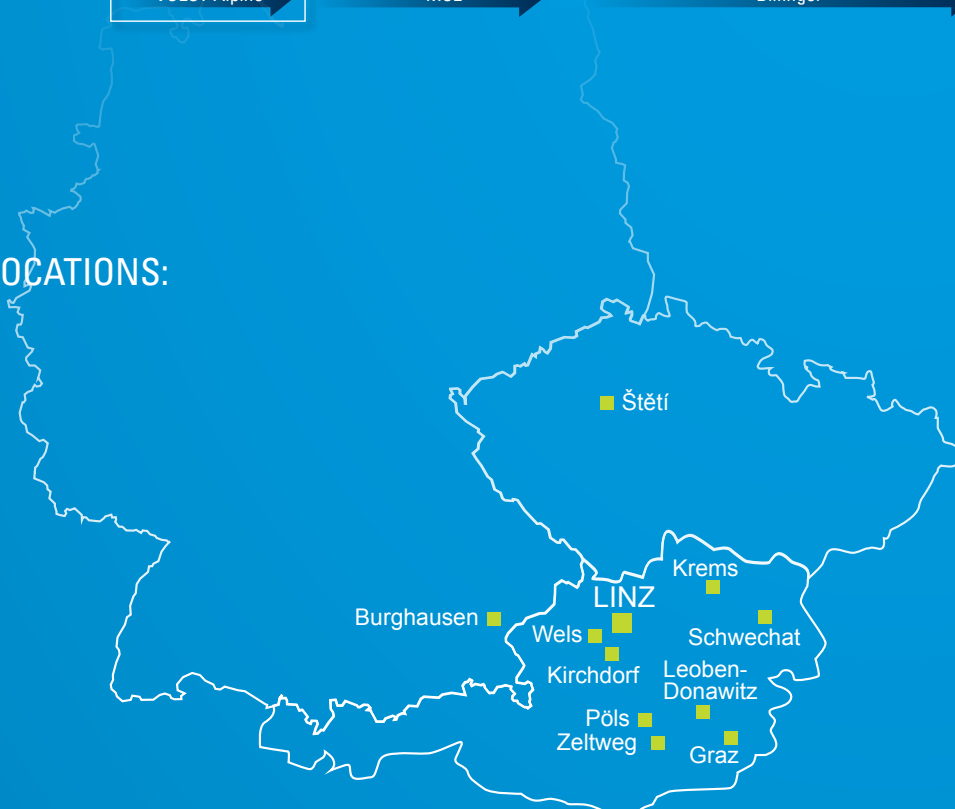 OCATIONS:
Štětí
Krems
LINZ
Burghausen
Wels
Schwechat
Kirchdorf
Leoben-
Donawitz
Pöls
Zeltweg
Graz